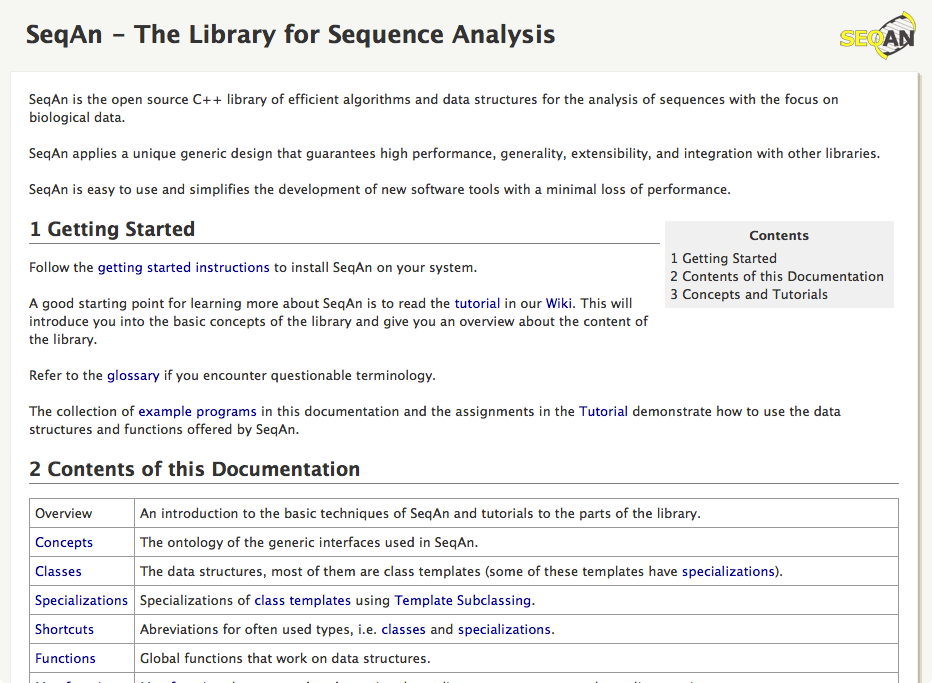 SeqAn – The Library for Sequence Analysis
SEQAN
SeqAn is the open source C++ library of efficient algorithms and data structures for the analysis of sequences with the focus on
biological data.
SeqAn applies a unique generic design that guarantees high performance, generality, extensibility, and integration with other libraries.
SeqAn is easy to use and simplifies the development of new software tools with a minimal loss of performance.
1 Getting Started
Contents
1 Getting Started
2 Contents of this Documentation
3 Concepts and Tutorials
Follow the getting started instructions to install SeqAn on your system.
A good starting point for learning more about SeqAn is to read the tutorial in our Wiki. This will
introduce you into the basic concepts of the library and give you an overview about the content of
the library.
Refer to the glossary if you encounter questionable terminology.
The collection of example programs in this documentation and the assignments in the Tutorial demonstrate how to use the data
structures and functions offered by SeqAn.
2 Contents of this Documentation
Overview An introduction to the basic techniques of SeqAn and tutorials to the parts of the library.
Concepts The ontology of the generic interfaces used in SeqAn.
Classes The data structures, most of them are class templates (some of these templates have specializations).
Specializations Specializations of class templates using Template Subclassing.
Shortcuts Abreviations for often used types, i.e. classes and specializations.
Functions Global functions that work on data structures.